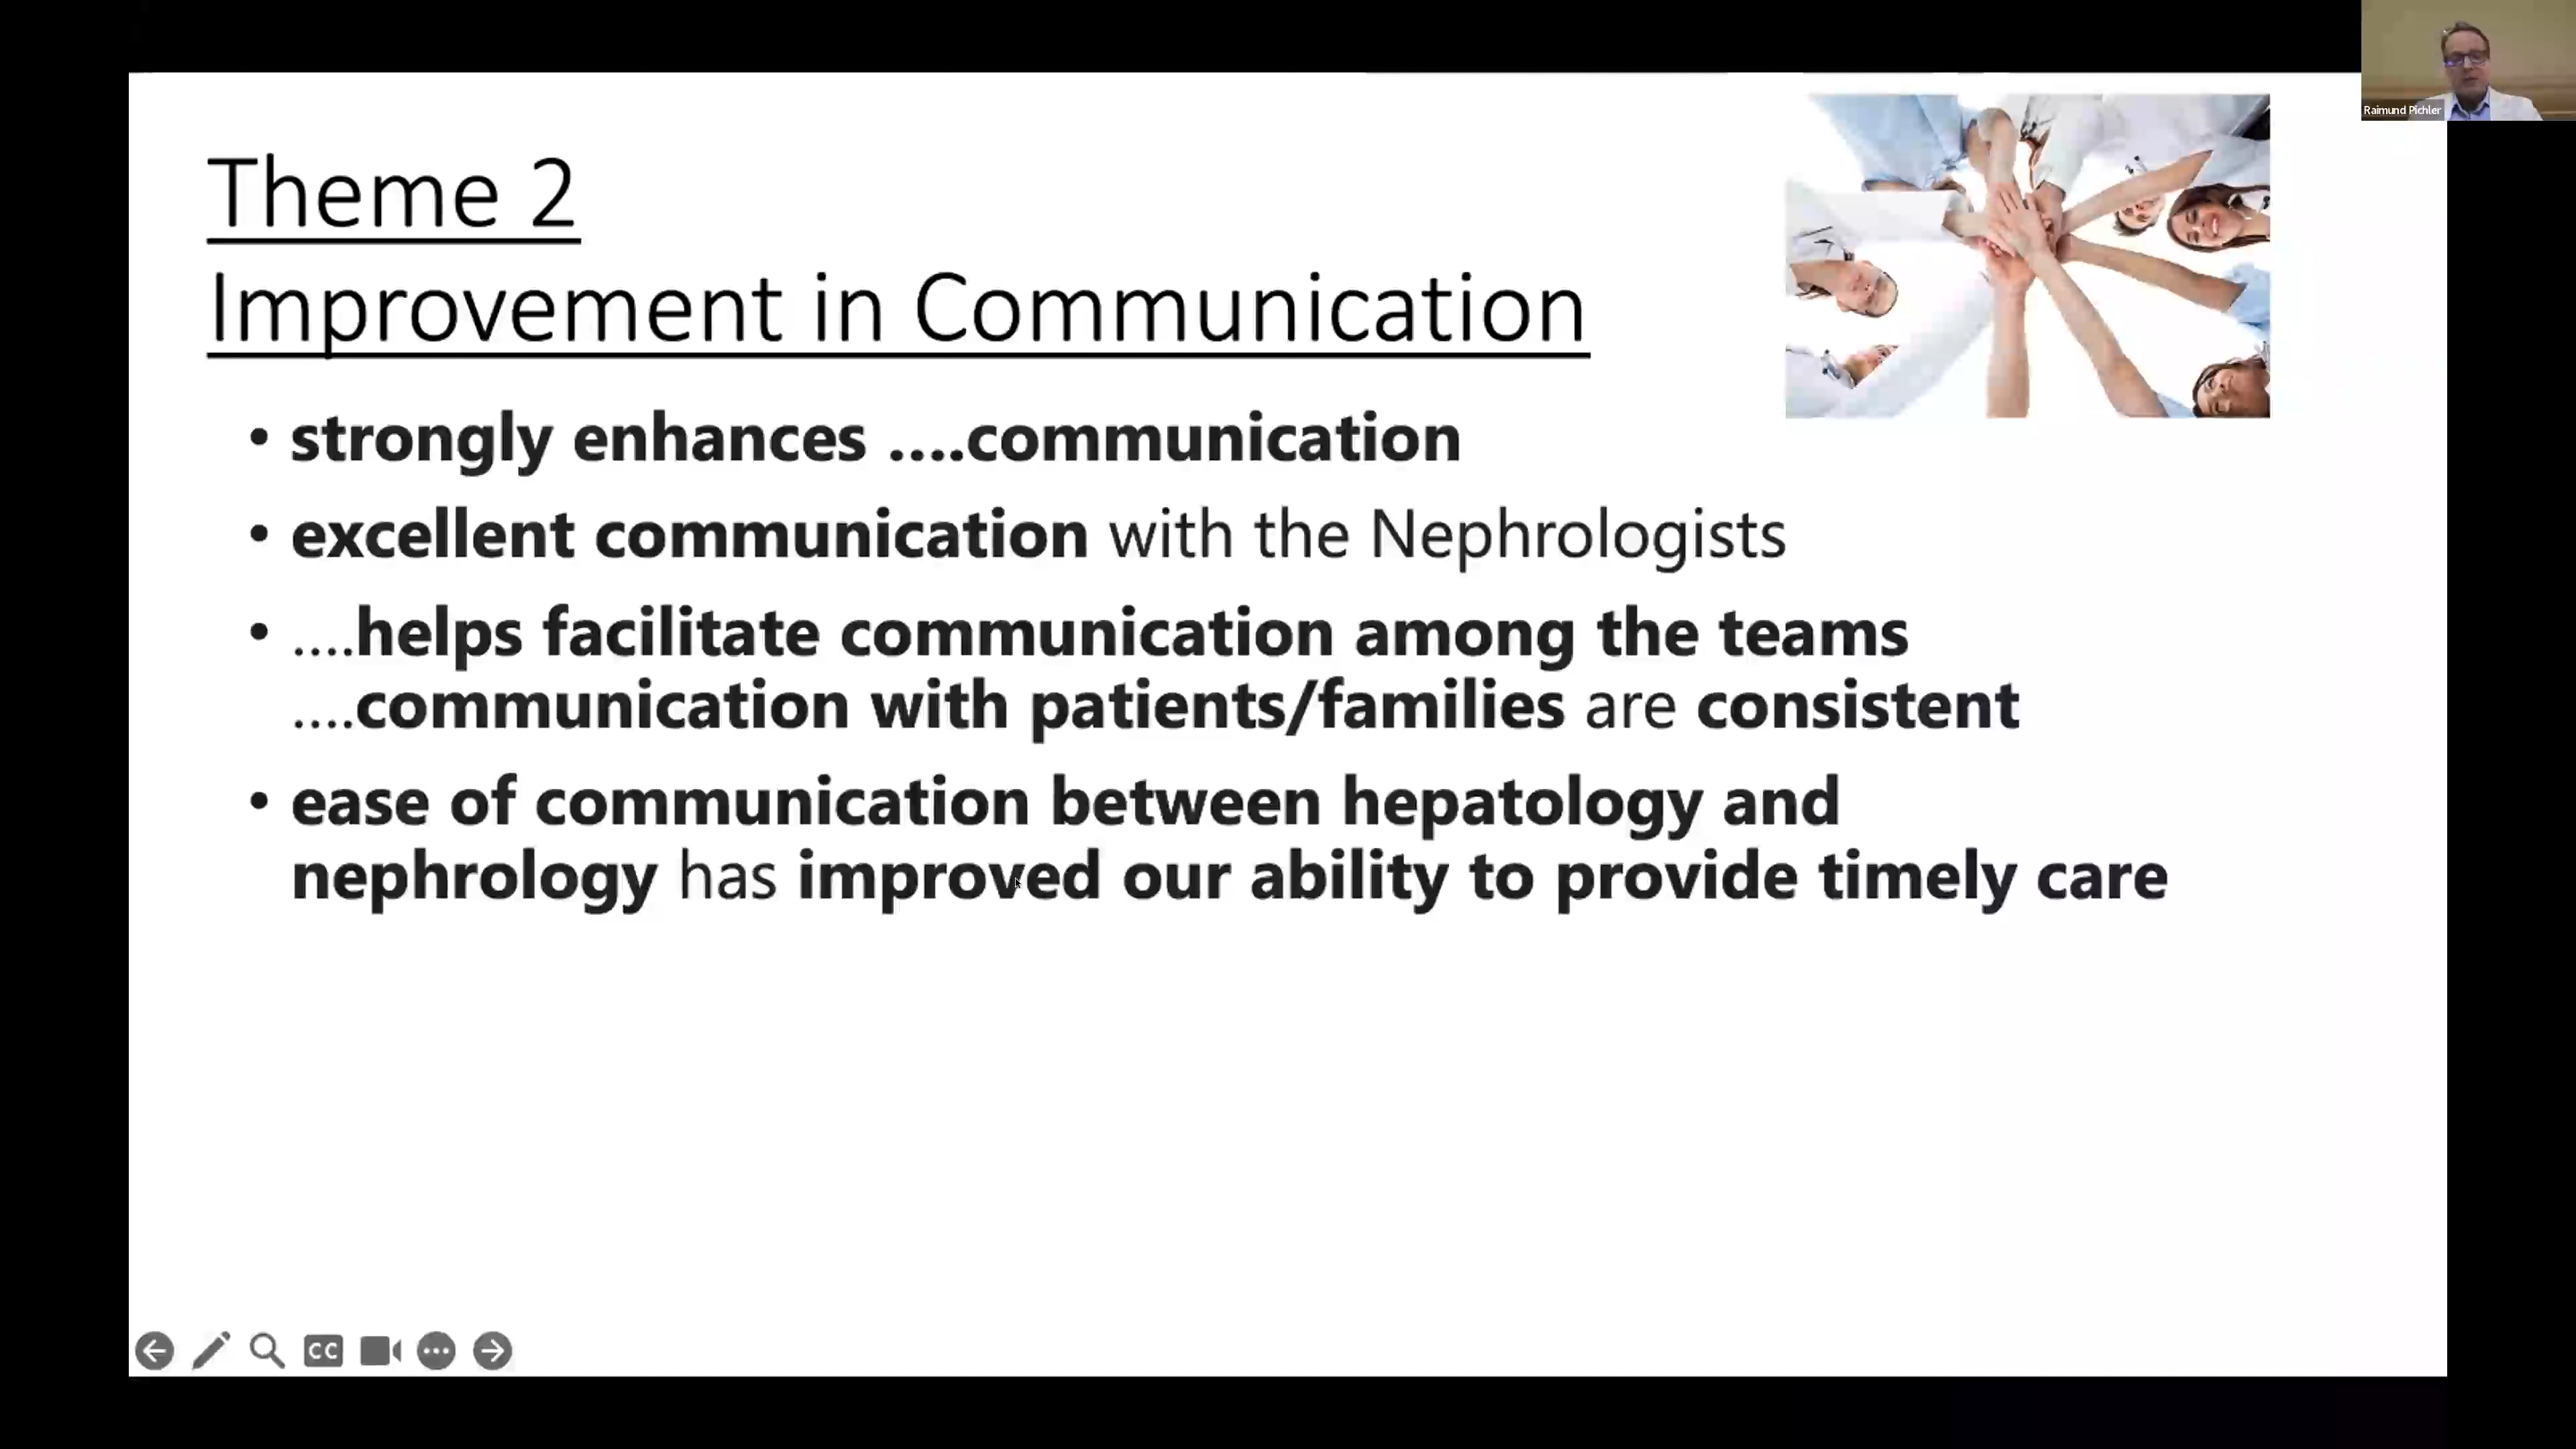 Raimund Pichler
Theme 2
Improvement in Communication
• strongly enhances ....communication
• excellent communication with the Nephrologists
• ....helps facilitate communication among the teams
....communication with patients/families are consistent
• ease of communication between hepatology and
nephrology has improved our ability to provide timely care
CC